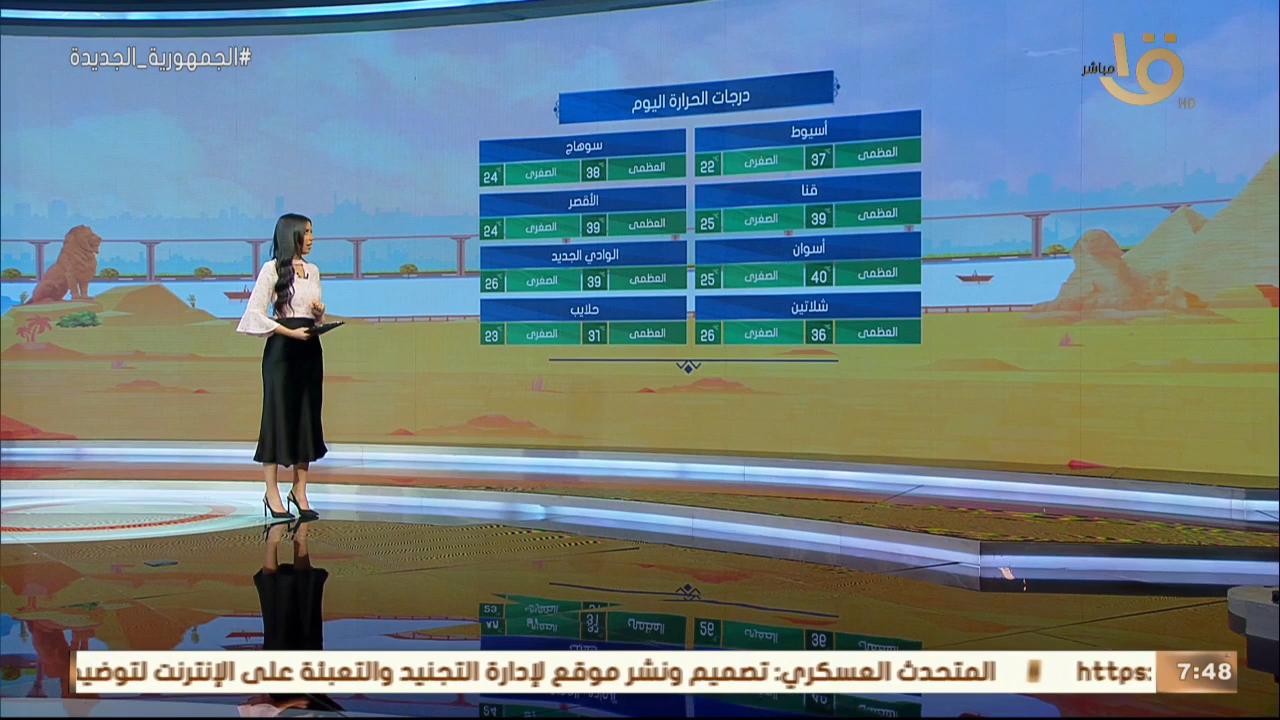 #الجمهورية_الجديدة
مباشر
HD
درجات الحرارة اليوم
أسيوط
العظمى 37° الصغرى 22°
سوهاج
العظمى 38° الصغرى 24°
قنا
العظمى 39° الصغرى 25°
الأقصر
العظمى 39° الصغرى 24°
أسوان
العظمى 40° الصغرى 25°
الوادي الجديد
العظمى 39° الصغرى 26°
شلاتين
العظمى 36° الصغرى 26°
حلايب
العظمى 31° الصغرى 23°
7:48 https: المتحدث العسكري: تصميم ونشر موقع لإدارة التجنيد والتعبئة على الإنترنت